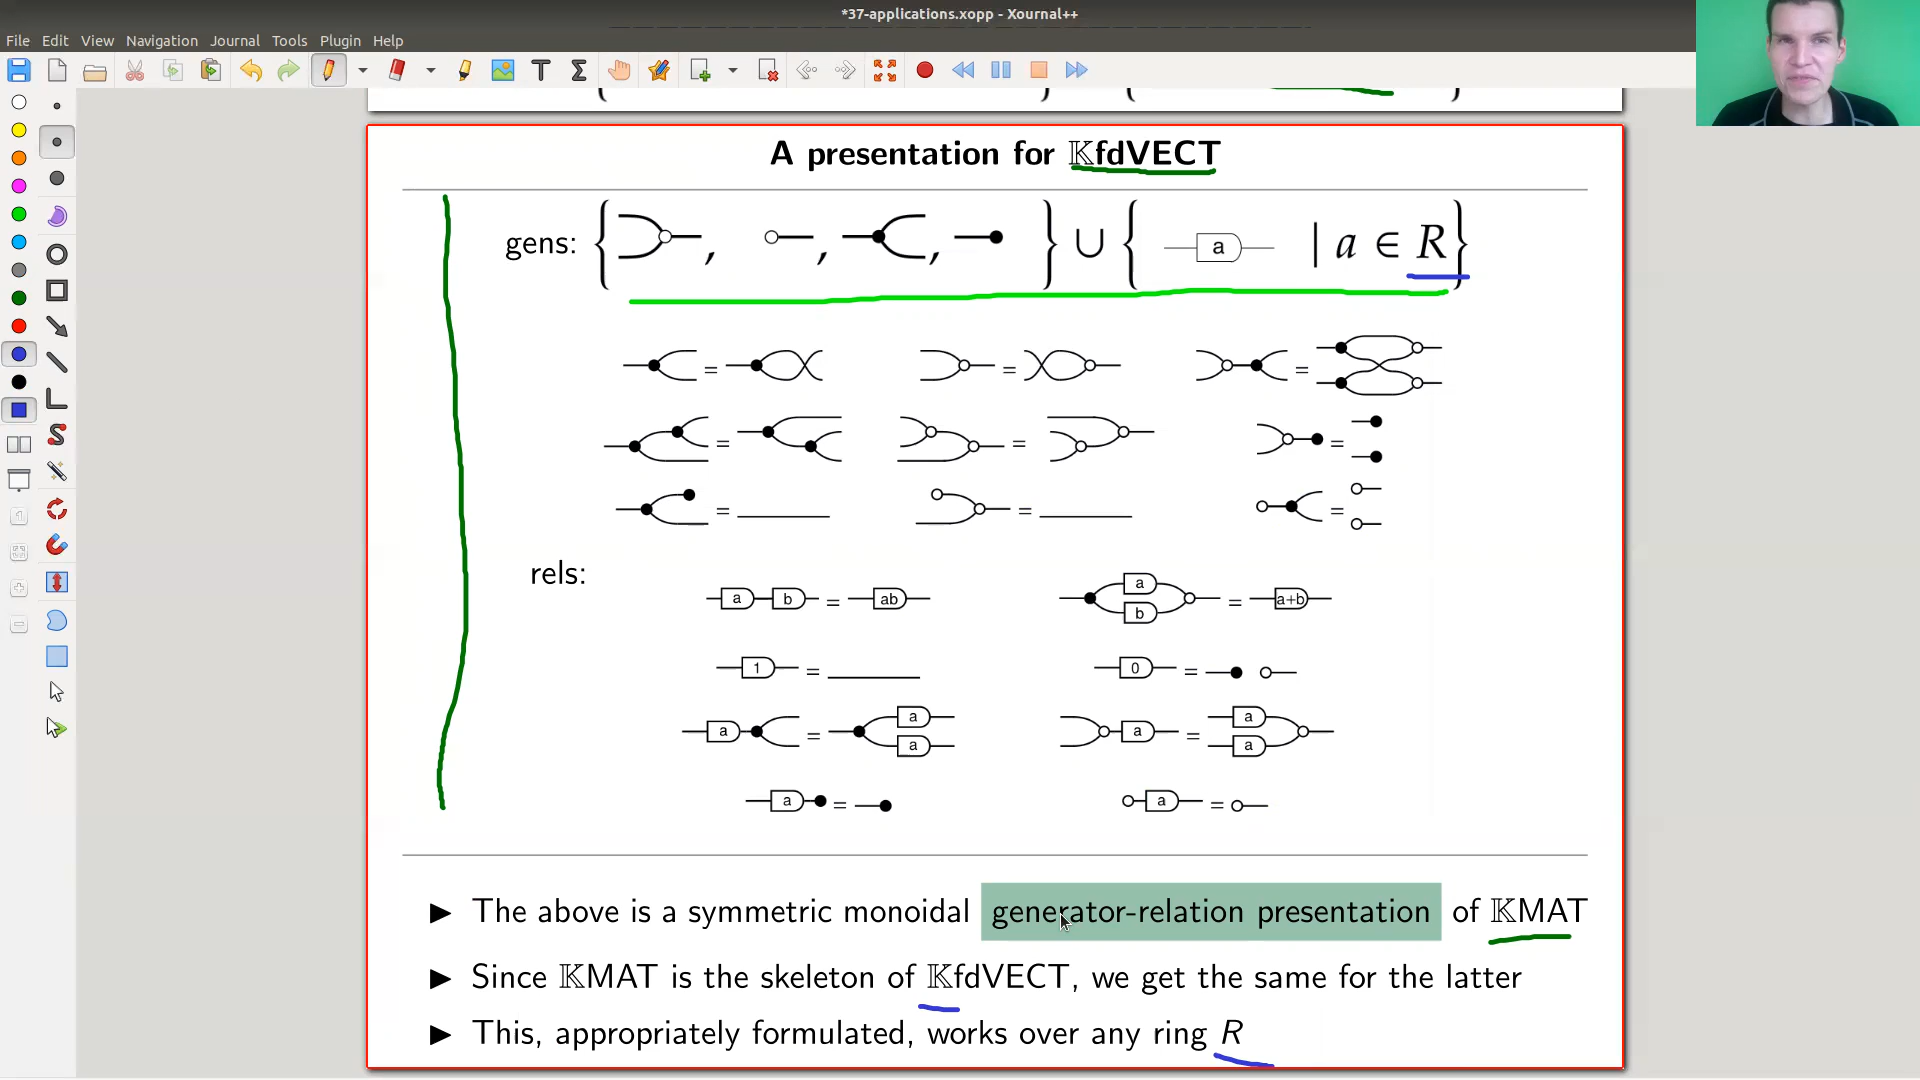 *37-applications.xopp - Xournal++
File Edit View Navigation Journal Tools Plugin Help
A presentation for 𝕂fdVECT
gens: { , , , } ∪ { a | a ∈ R }
= = =
= = =
= = =
rels:
a b = ab a b = a+b
1 = 0 =
a = a a a = a a
a = a =
► The above is a symmetric monoidal generator-relation presentation of 𝕂MAT
► Since 𝕂MAT is the skeleton of 𝕂fdVECT, we get the same for the latter
► This, appropriately formulated, works over any ring R